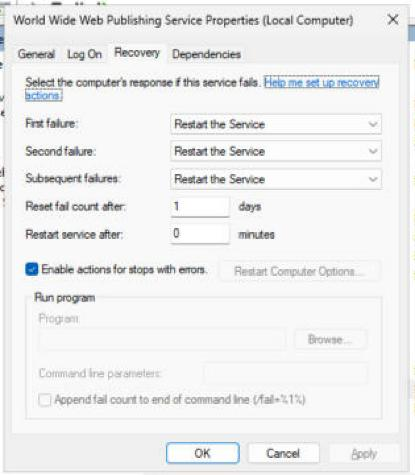 World Wide Web Publishing Service Properties (Local Computer)
General Log On Recovery Dependencies
Select the computer's response if this service fails. Help me set up recovery
actions.
First failure: Restart the Service
Second failure: Restart the Service
Subsequent failures: Restart the Service
Reset fail count after: 1 days
Restart service after: 0 minutes
Enable actions for stops with errors. Restart Computer Options...
Run program
Program:
Browse...
Command line parameters:
Append fail count to end of command line (/fail=%1%)
OK Cancel Apply